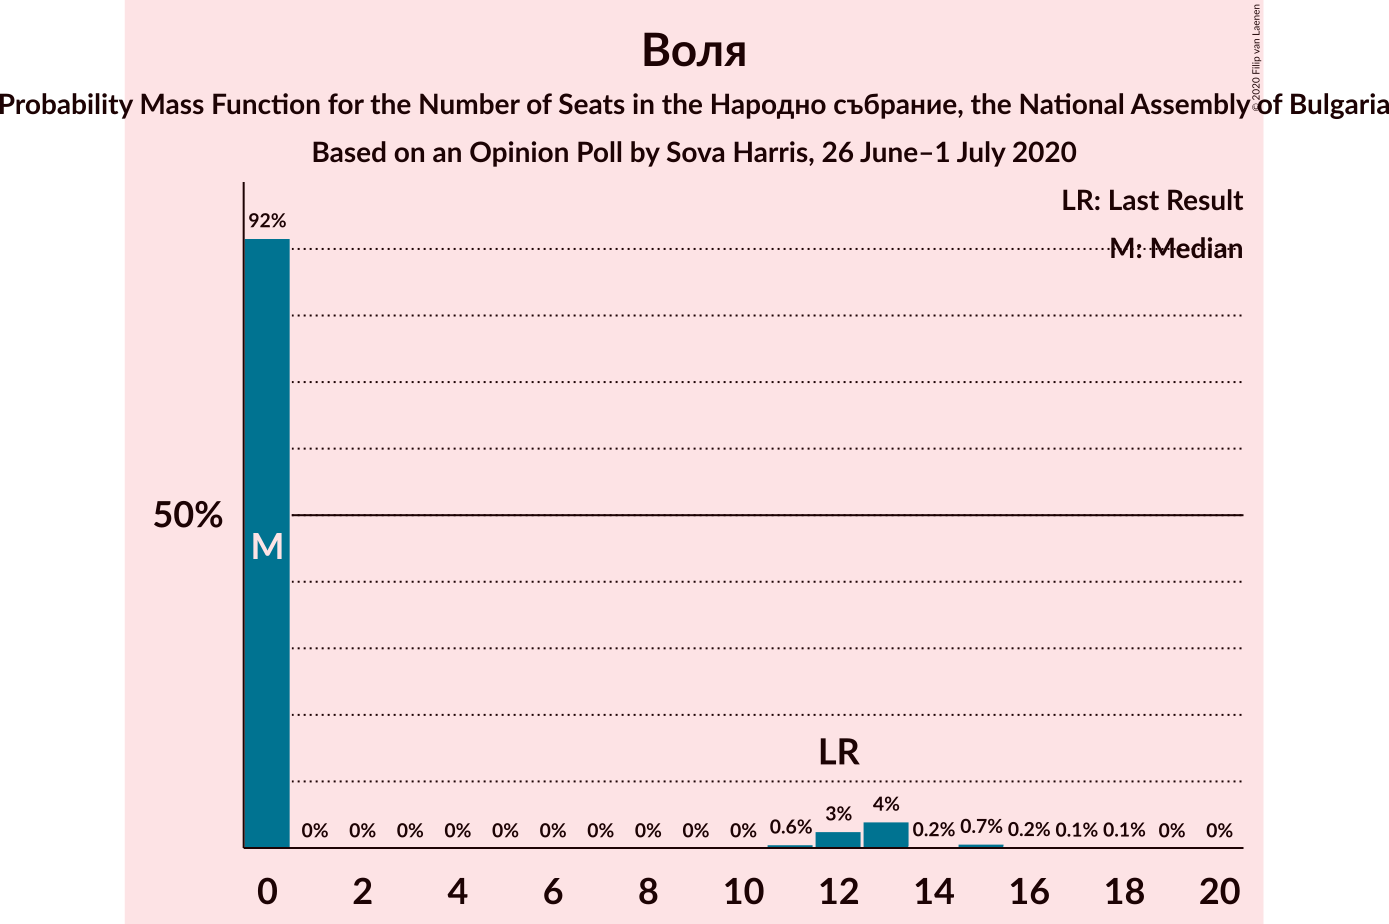 Воля
Probability Mass Function for the Number of Seats in the Народно събрание, the National Assembly of Bulgaria
Based on an Opinion Poll by Sova Harris, 26 June–1 July 2020
© 2020 Filip van Laenen
LR: Last Result
M: Median
92%
50%
M
LR
0% 0% 0% 0% 0% 0% 0% 0% 0% 0% 0.6% 3% 4% 0.2% 0.7% 0.2% 0.1% 0.1% 0% 0%
0 2 4 6 8 10 12 14 16 18 20